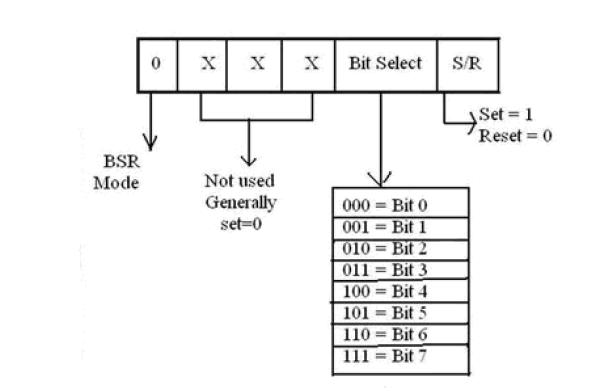 0 X X X Bit Select S/R
Set = 1
Reset = 0
BSR
Mode
Not used
Generally
set=0
000 = Bit 0
001 = Bit 1
010 = Bit 2
011 = Bit 3
100 = Bit 4
101 = Bit 5
110 = Bit 6
111 = Bit 7